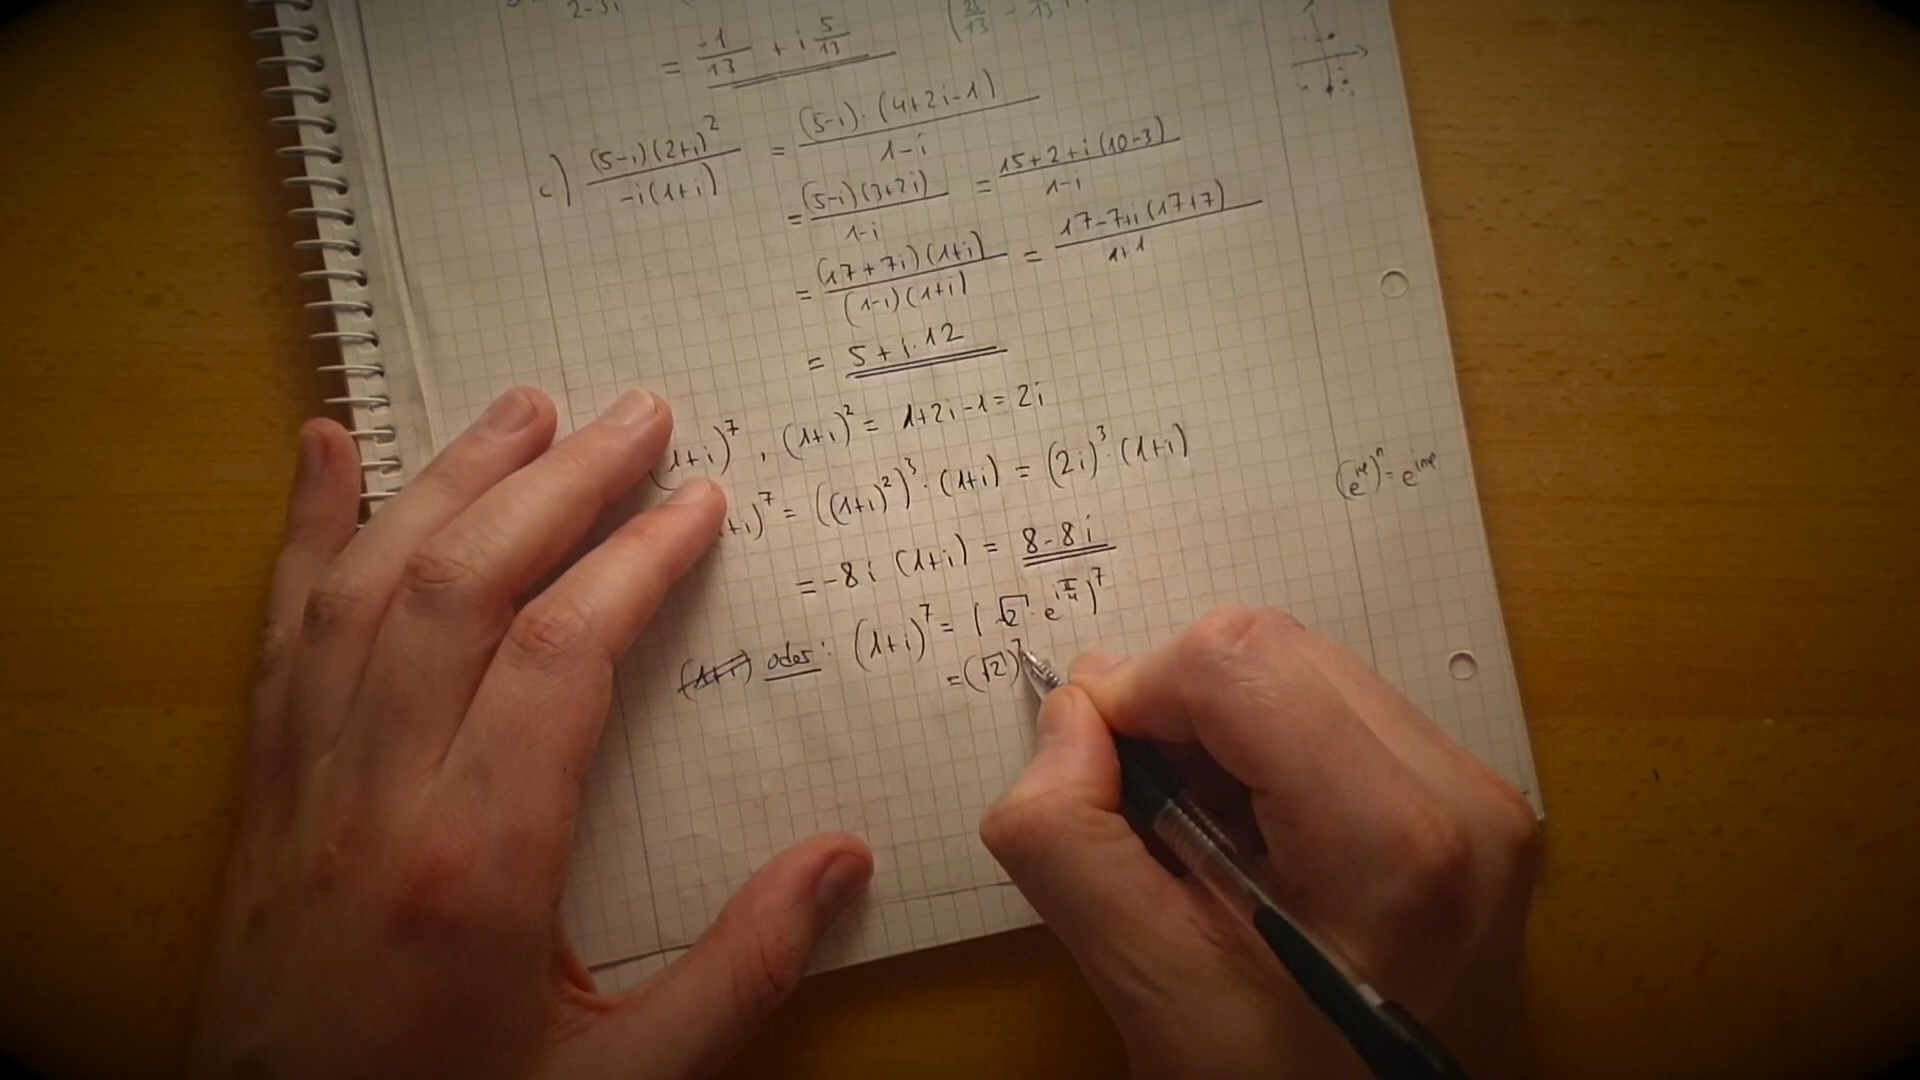 2-3i
= -1/13 + i 5/13
c) (5-i)(2+i)² / -i(1+i) = (5-i)·(4+2i-1) / 1-i
= (5-i)(3+2i) / 1-i = 15+2+i(10-3) / 1-i
= (17+7i)(1+i) / (1-i)(1+i) = 17-7+i(17+7) / 1+1
= 5+i·12
(1+i)⁷, (1+i)² = 1+2i-1 = 2i
+i)⁷ = ((1+i)²)³·(1+i) = (2i)³·(1+i)
(e^{iφ})^n = e^{inφ}
= -8i (1+i) = 8-8i
(1+i) oder: (1+i)⁷ = (√2·e^{iπ/4})⁷
= (√2)⁷